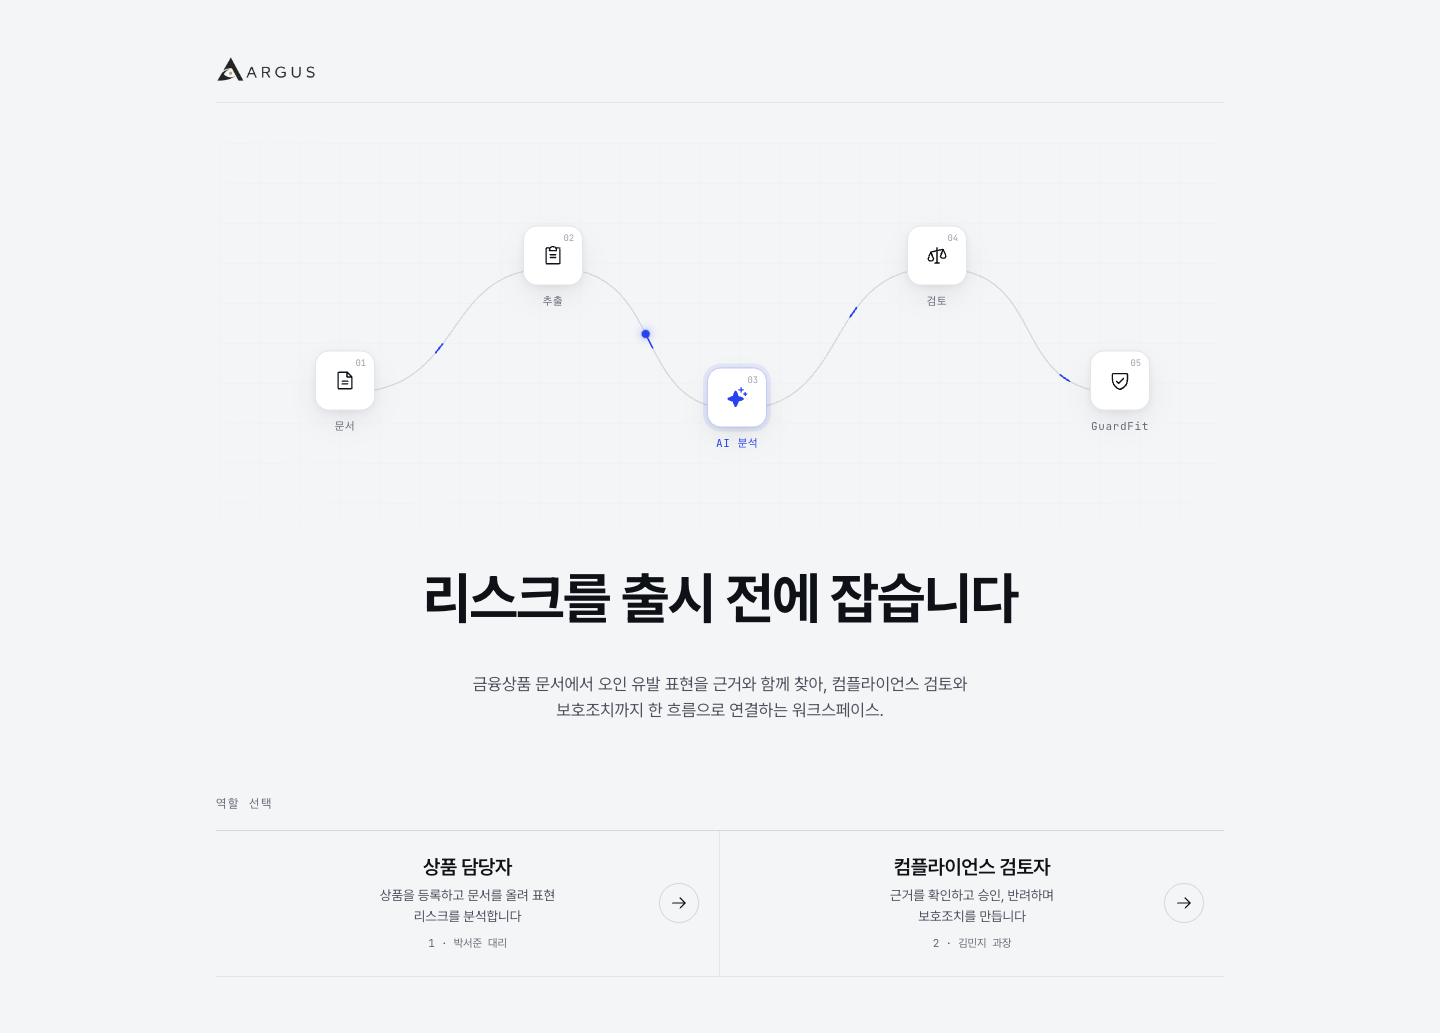 ARGUS
01
문서
02
추출
03
AI 분석
04
검토
05
GuardFit
리스크를 출시 전에 잡습니다
금융상품 문서에서 오인 유발 표현을 근거와 함께 찾아, 컴플라이언스 검토와
보호조치까지 한 흐름으로 연결하는 워크스페이스.
역할 선택
상품 담당자
상품을 등록하고 문서를 올려 표현
리스크를 분석합니다
1 · 박서준 대리
컴플라이언스 검토자
근거를 확인하고 승인, 반려하며
보호조치를 만듭니다
2 · 김민지 과장